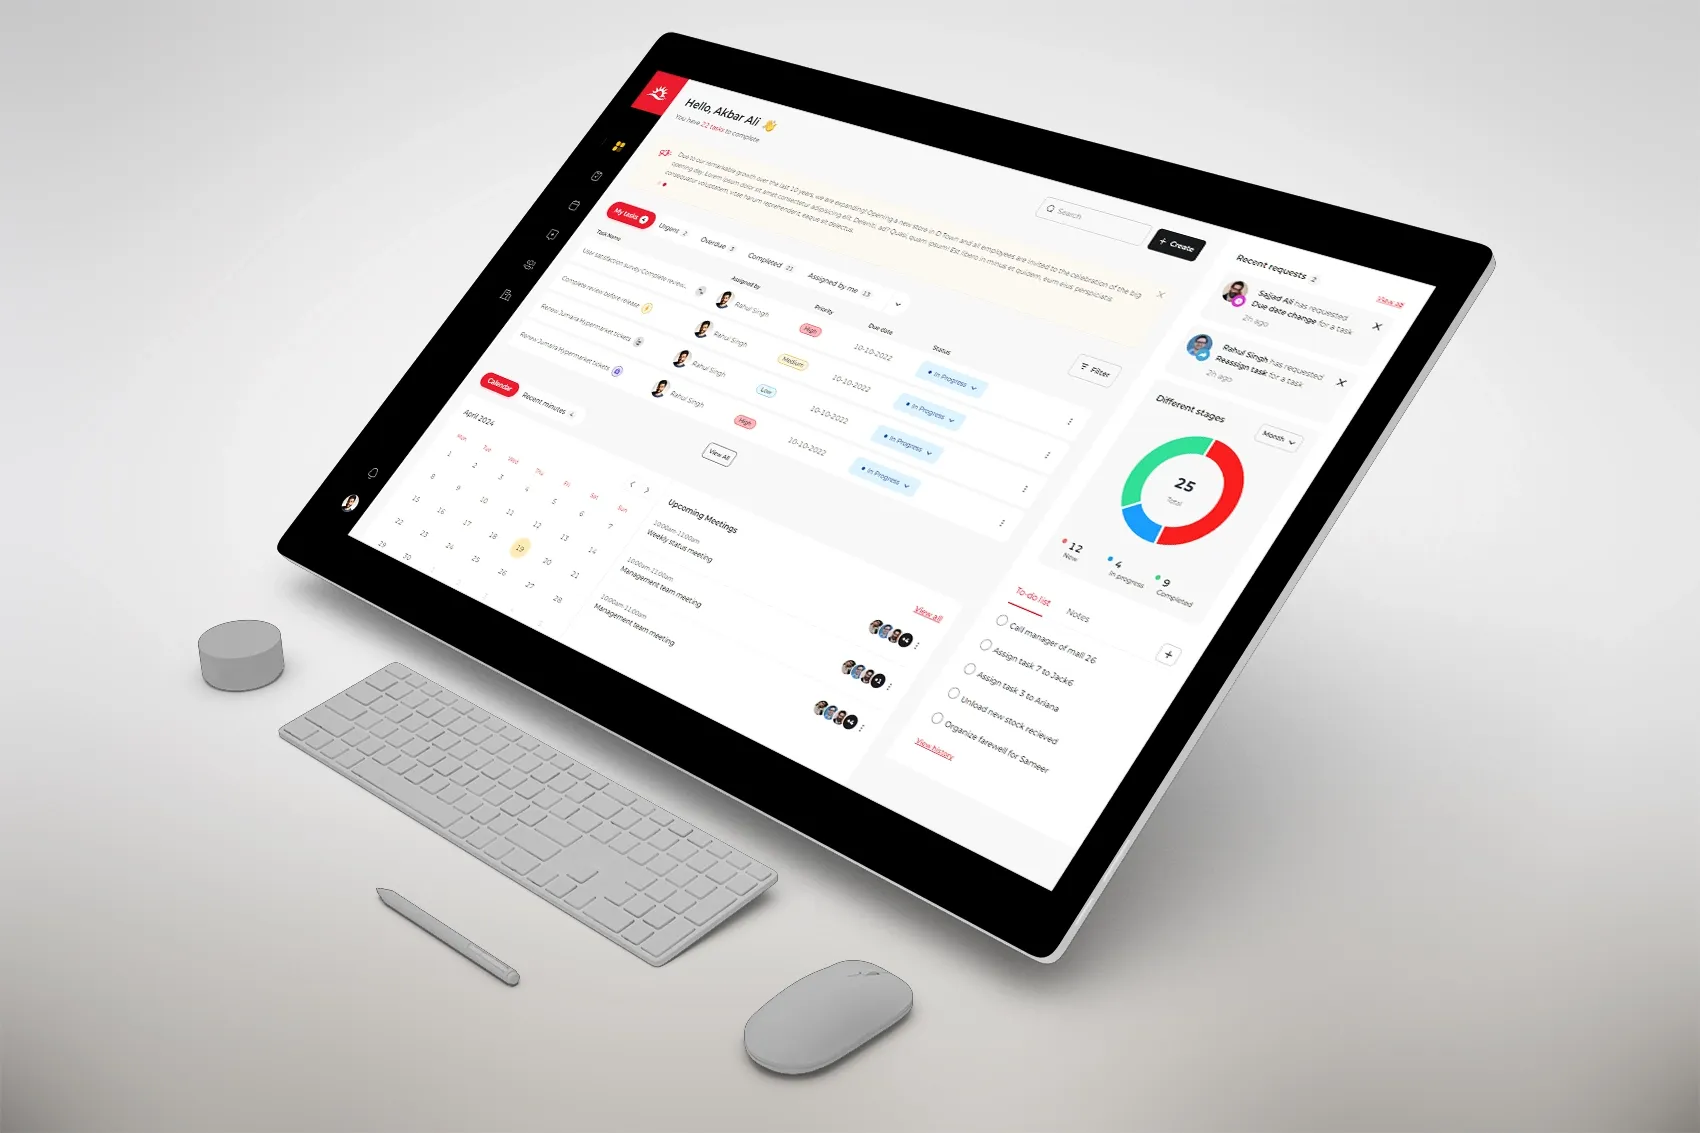 Hello, Akbar Ali 👋
You have 22 tasks to complete
Due to our remarkable growth over the last 10 years, we are expanding! Opening a new store in D Town and all employees are invited to the celebration of the big
opening day. Lorem ipsum dolor sit amet consectetur adipisicing elit. Deleniti, ad? Quasi, quam ipsum! Est libero in minus et quidem, eum eius perspiciatis
consequatur voluptatem, vitae harum reprehenderit, eaque sit delectus.
Search
+ Create
My tasks 4
Urgent 2
Overdue 3
Completed 21
Assigned by me 13
Filter
Task Name
Assigned by
Priority
Due date
Status
User satisfaction survey:Complete review...
Rahul Singh
High
10-10-2022
In Progress
Complete review before release
Rahul Singh
Medium
10-10-2022
In Progress
Renew Jumana Hypermarket tickets
Rahul Singh
Low
10-10-2022
In Progress
Renew Jumana Hypermarket tickets
Rahul Singh
High
10-10-2022
In Progress
View All
Calendar
Recent minutes 4
April 2024
Mon Tue Wed Thu Fri Sat Sun
1 2 3 4 5 6 7
8 9 10 11 12 13 14
15 16 17 18 19 20 21
22 23 24 25 26 27 28
29 30
Upcoming Meetings
View all
10:00am-11:00am
Weekly status meeting
+4
10:00am-11:00am
Management team meeting
+2
10:00am-11:00am
Management team meeting
+4
Recent requests 2
View all
Sajjad Ali has requested
Due date change for a task
2h ago
Rahul Singh has requested
Reassign task for a task
2h ago
Different stages
Month
25
Total
12
New
4
In progress
9
Completed
To-do list
Notes
Call manager of mall 26
Assign task 7 to Jack6
Assign task 3 to Ariana
Unload new stock recieved
Organize farewell for Sameer
View history